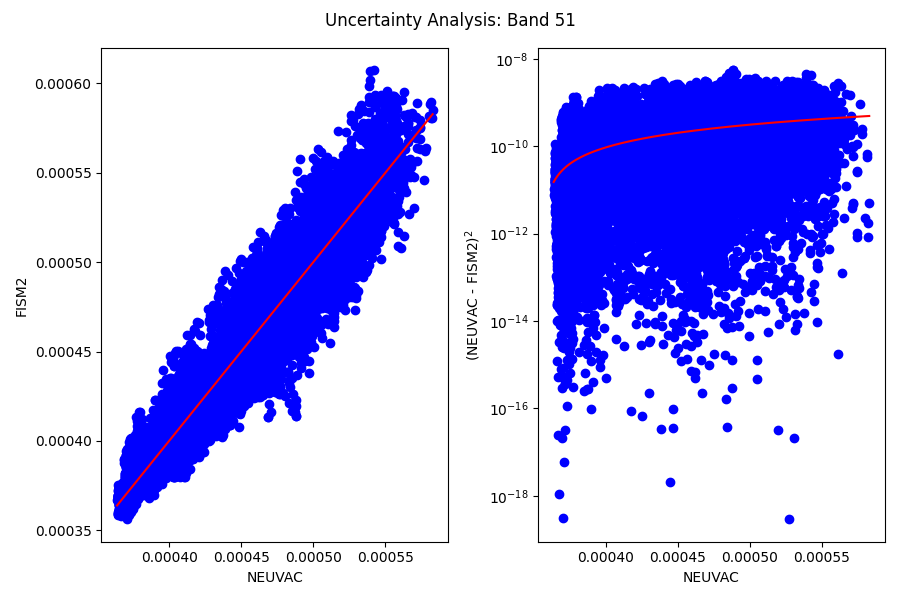 Uncertainty Analysis: Band 51
FISM2
0.00060
0.00055
0.00050
0.00045
0.00040
0.00035
0.00040 0.00045 0.00050 0.00055
NEUVAC
(NEUVAC - FISM2)²
10⁻⁸
10⁻¹⁰
10⁻¹²
10⁻¹⁴
10⁻¹⁶
10⁻¹⁸
0.00040 0.00045 0.00050 0.00055
NEUVAC